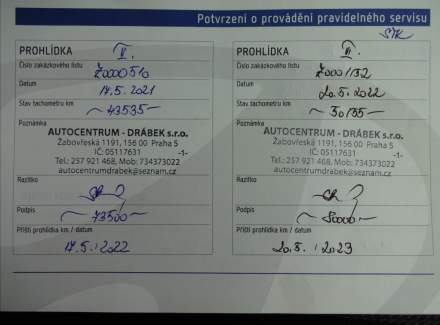 Potvrzení o provádění pravidelného servisu
STK
PROHLÍDKA V.
Číslo zakázkového listu
Datum
14.5.2021
Stav tachometru km
~ 43535 ~
Poznámka
AUTOCENTRUM - DRÁBEK s.r.o.
Žabovřeská 1191, 156 00 Praha 5
IČ: 05117631 -1-
Tel.: 257 921 468, Mob: 734373022
autocentrumdrabek@seznam.cz
Razítko
Podpis
~ 73500 ~
Příští prohlídka km / datum
14.5. / 2022
PROHLÍDKA VI.
Číslo zakázkového listu
Datum
20.5.2022
Stav tachometru km
~ 50135 ~
Poznámka
AUTOCENTRUM - DRÁBEK s.r.o.
Žabovřeská 1191, 156 00 Praha 5
IČ: 05117631 -1-
Tel.: 257 921 468, Mob: 734373022
autocentrumdrabek@seznam.cz
Razítko
Podpis
~ 80000 ~
Příští prohlídka km / datum
20.5. / 2023